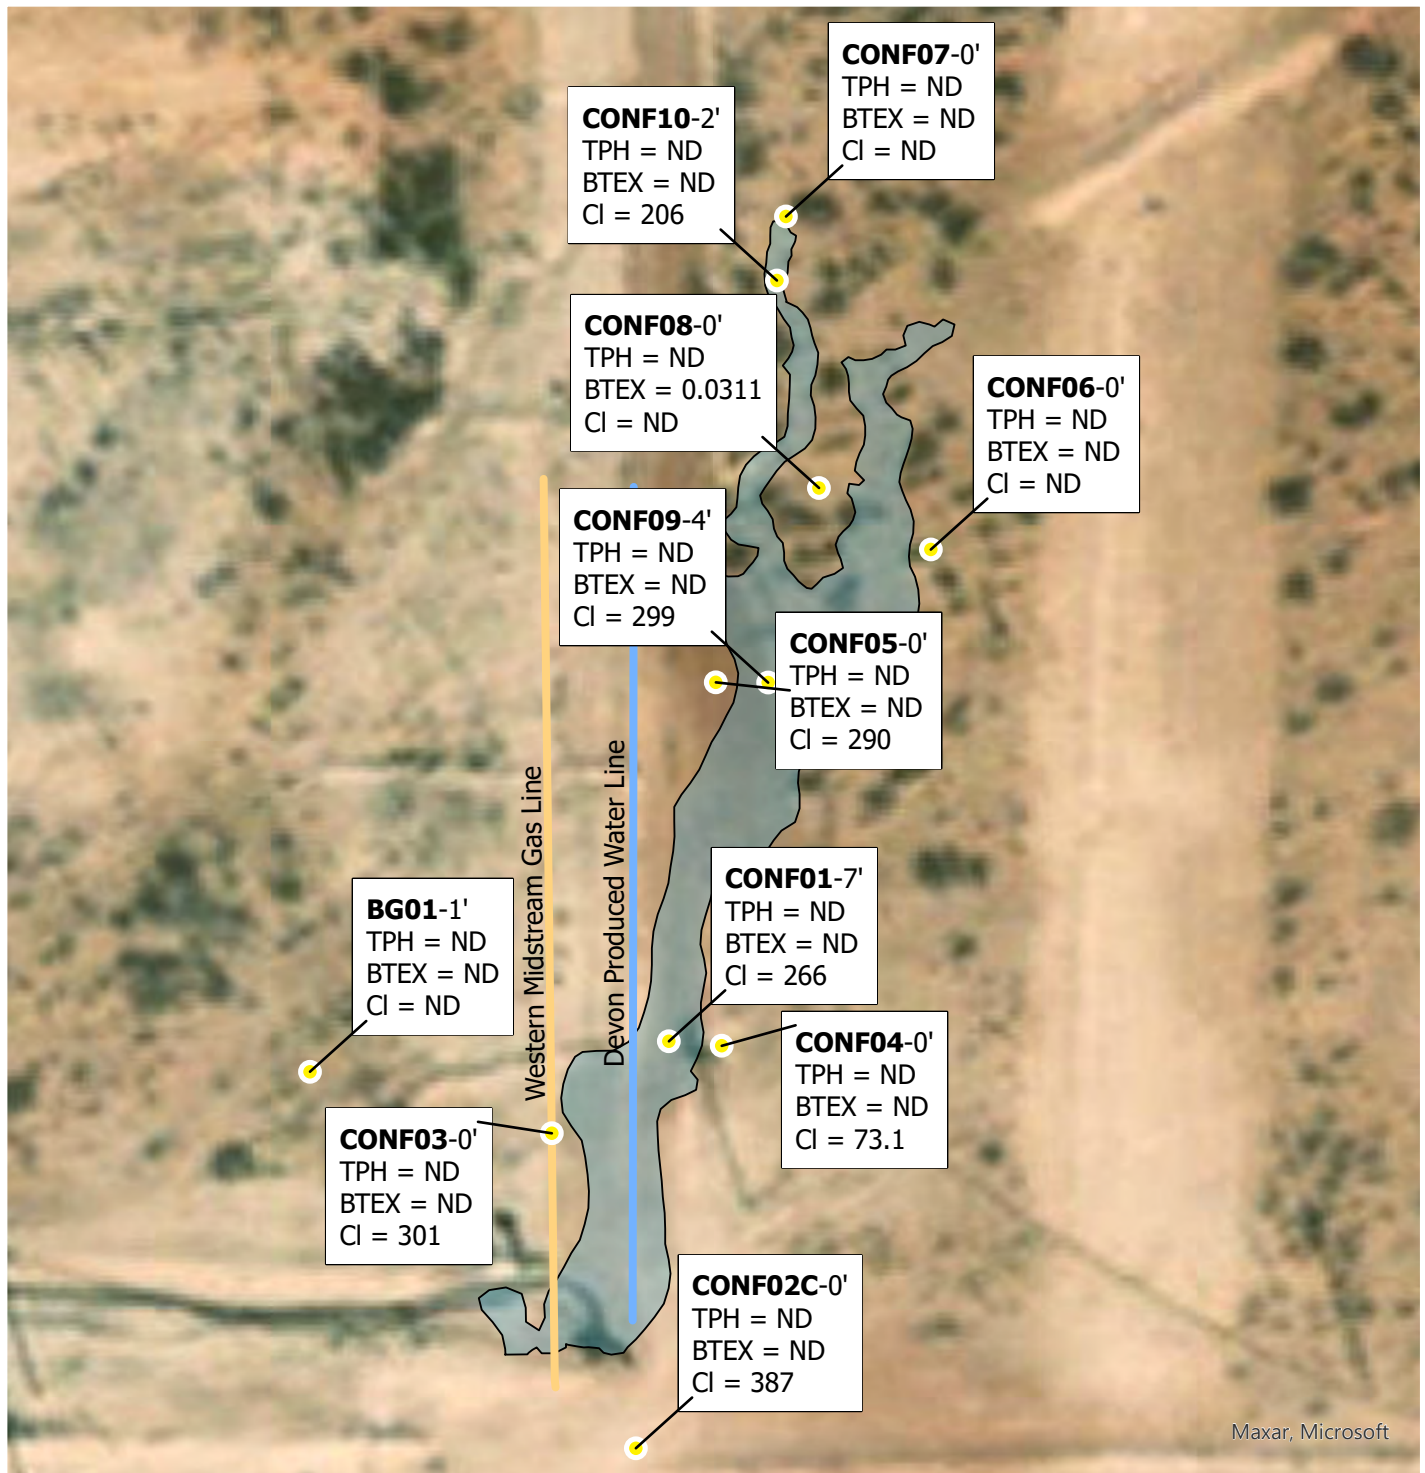 CONF07-0'
TPH = ND
BTEX = ND
Cl = ND
CONF10-2'
TPH = ND
BTEX = ND
Cl = 206
CONF08-0'
TPH = ND
BTEX = 0.0311
Cl = ND
CONF06-0'
TPH = ND
BTEX = ND
Cl = ND
CONF09-4'
TPH = ND
BTEX = ND
Cl = 299
CONF05-0'
TPH = ND
BTEX = ND
Cl = 290
Western Midstream Gas Line
Devon Produced Water Line
CONF01-7'
TPH = ND
BTEX = ND
Cl = 266
BG01-1'
TPH = ND
BTEX = ND
Cl = ND
CONF04-0'
TPH = ND
BTEX = ND
Cl = 73.1
CONF03-0'
TPH = ND
BTEX = ND
Cl = 301
CONF02C-0'
TPH = ND
BTEX = ND
Cl = 387
Maxar, Microsoft